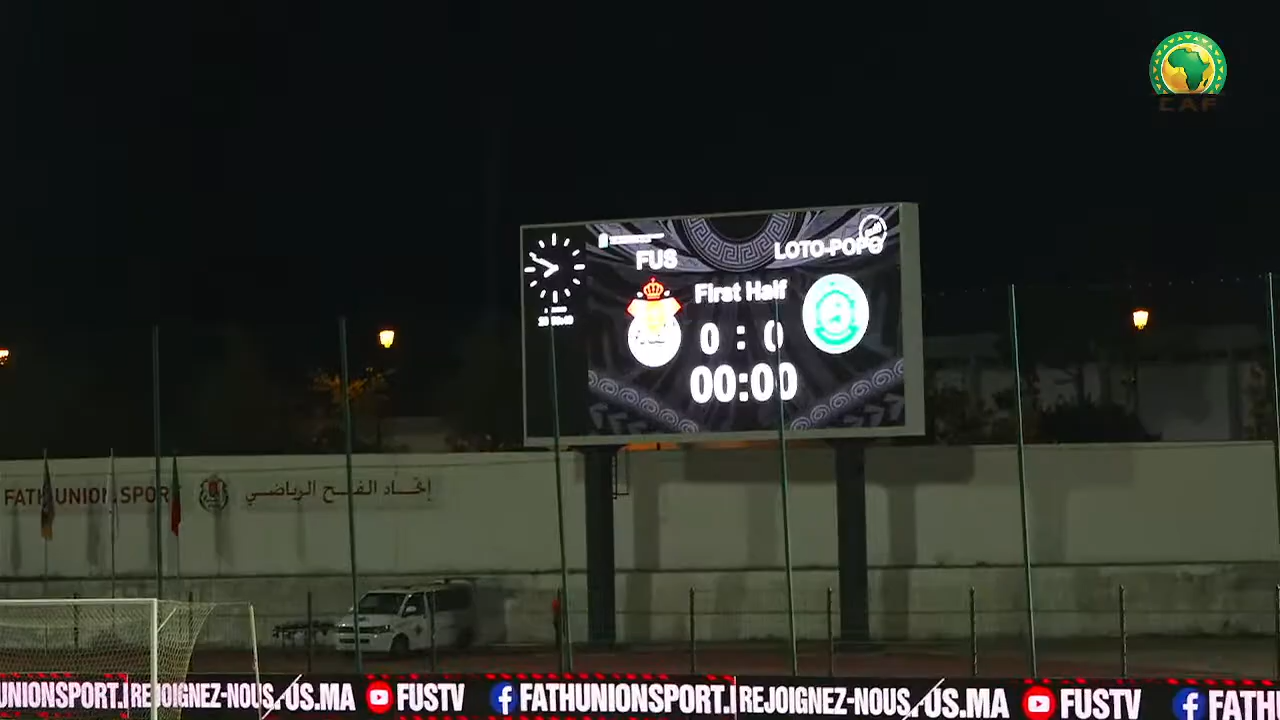 CAF
FUS
LOTO-POPO
First Half
0 : 0
00:00
FATH UNION SPORT
إتحاد الفتح الرياضي
UNIONSPORT. REJOIGNEZ-NOUS US.MA FUSTV FATHUNIONSPORT. REJOIGNEZ-NOUS US.MA FUSTV FATH